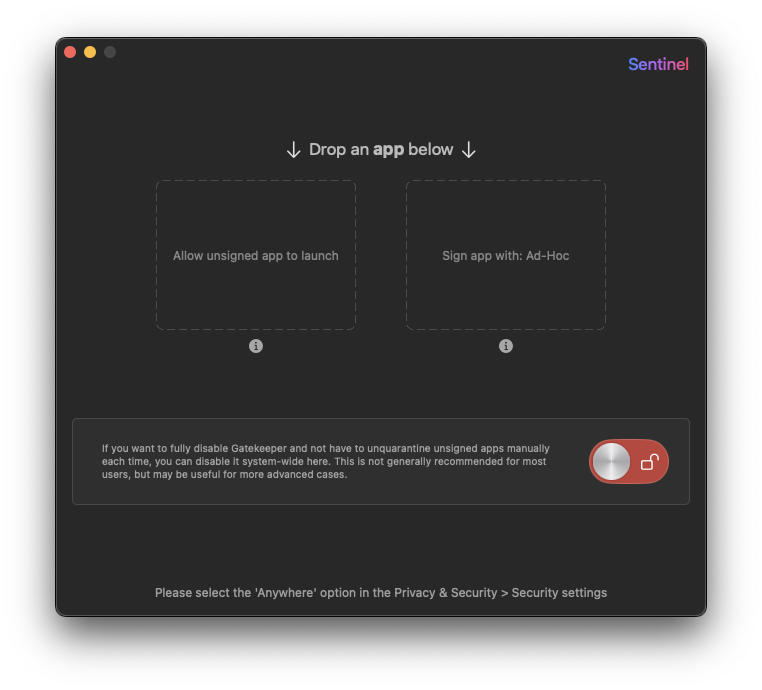 Sentinel
Drop an app below
Allow unsigned app to launch
Sign app with: Ad-Hoc
If you want to fully disable Gatekeeper and not have to unquarantine unsigned apps manually
each time, you can disable it system-wide here. This is not generally recommended for most
users, but may be useful for more advanced cases.
Please select the 'Anywhere' option in the Privacy & Security > Security settings